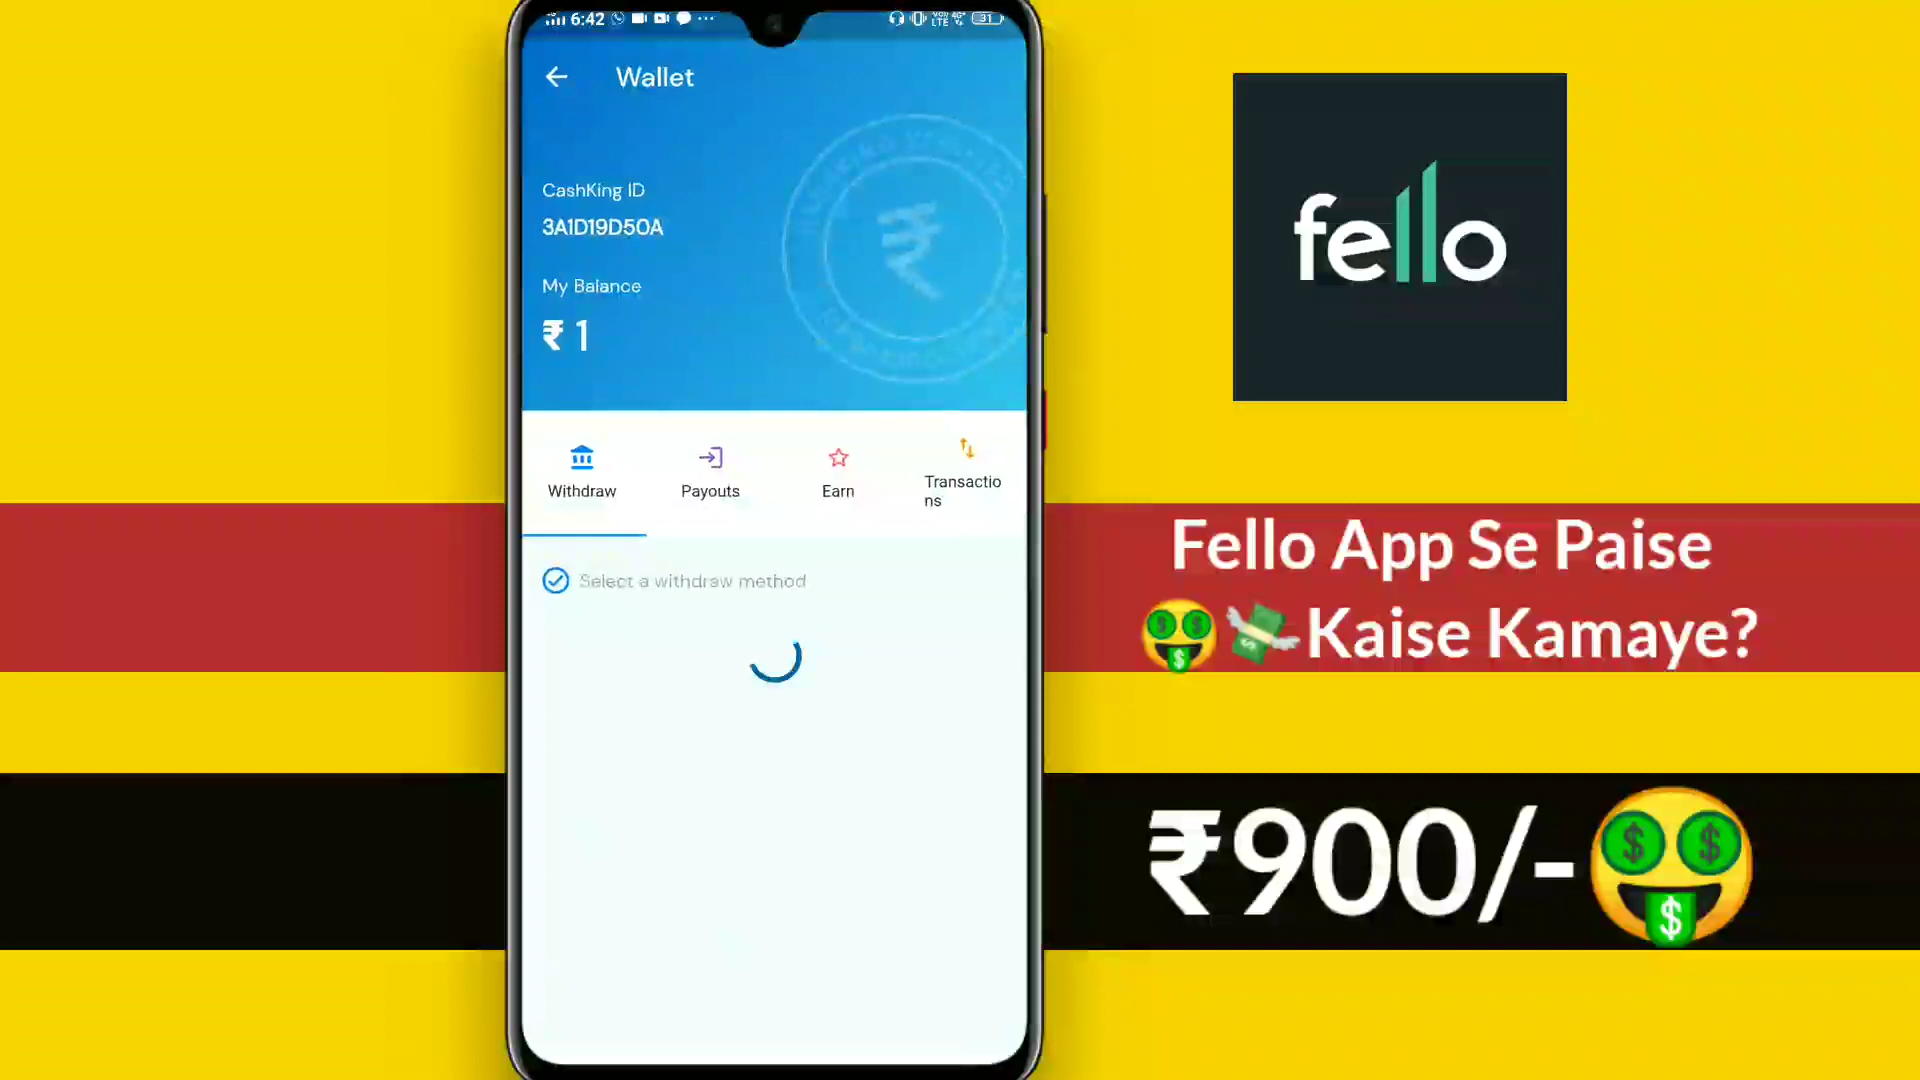 6:42
31
Wallet
CashKing ID
3A1D19D50A
My Balance
₹ 1
Withdraw
Payouts
Earn
Transactio
ns
Select a withdraw method
fello
Fello App Se Paise
Kaise Kamaye?
₹900/-